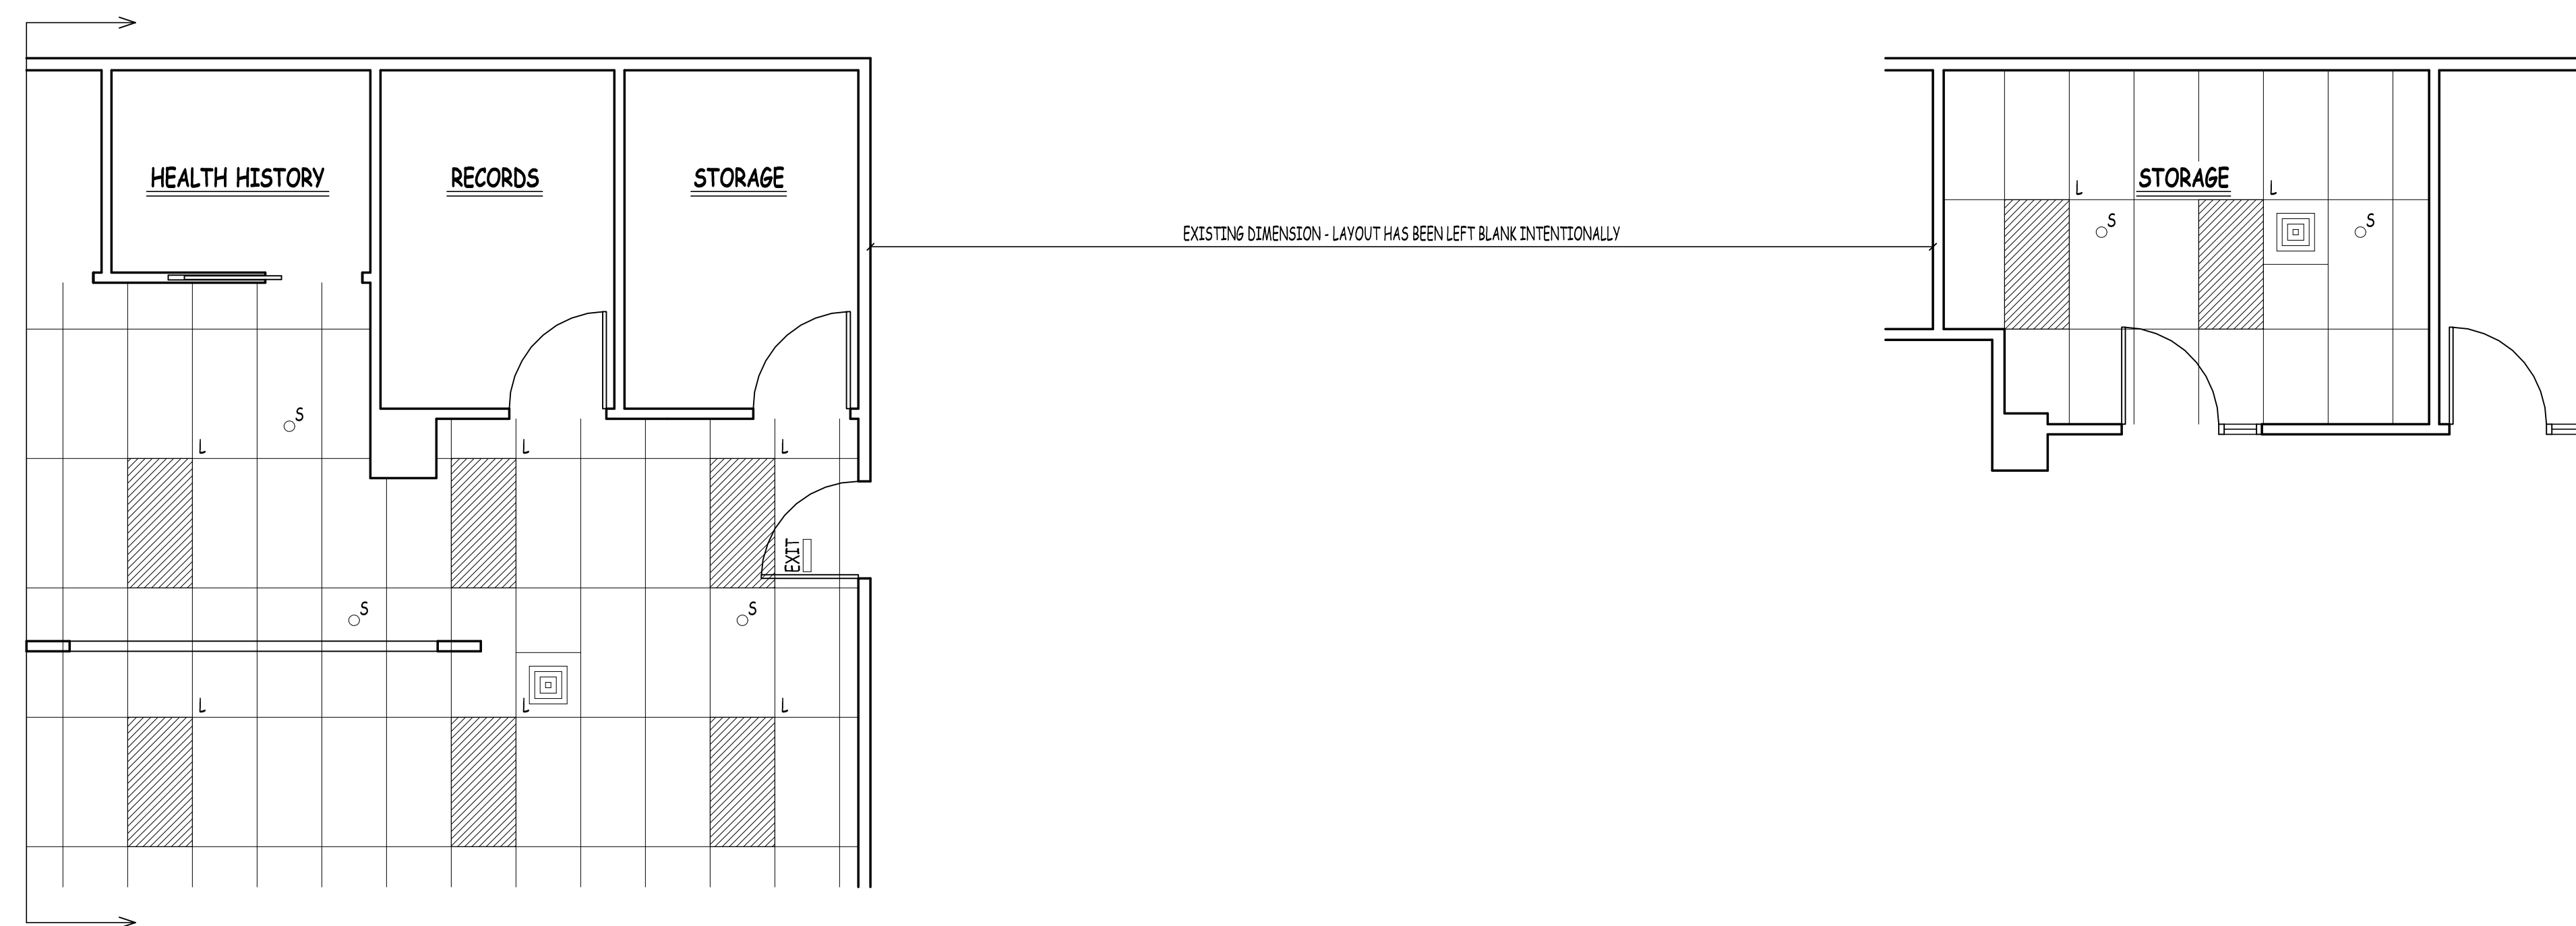 HEALTH HISTORY
RECORDS
STORAGE
STORAGE
L
L
S
S
EXISTING DIMENSION - LAYOUT HAS BEEN LEFT BLANK INTENTIONALLY
S
L
L
L
EXIT
S
S
L
L
L